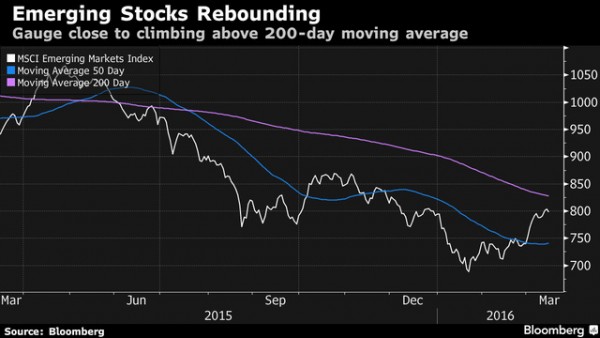 Emerging Stocks Rebounding
Gauge close to climbing above 200-day moving average
MSCI Emerging Markets Index
Moving Average 50 Day
Moving Average 200 Day
1050
1000
950
900
850
800
750
700
Mar Jun Sep Dec Mar
2015 2016
Source: Bloomberg
Bloomberg